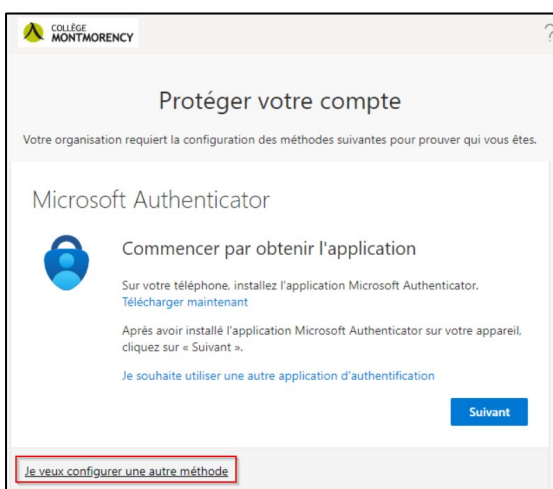 COLLÈGE
MONTMORENCY
?
Protéger votre compte
Votre organisation requiert la configuration des méthodes suivantes pour prouver qui vous êtes.
Microsoft Authenticator
Commencer par obtenir l'application
Sur votre téléphone, installez l'application Microsoft Authenticator.
Télécharger maintenant
Après avoir installé l'application Microsoft Authenticator sur votre appareil,
cliquez sur « Suivant ».
Je souhaite utiliser une autre application d'authentification
Suivant
Je veux configurer une autre méthode